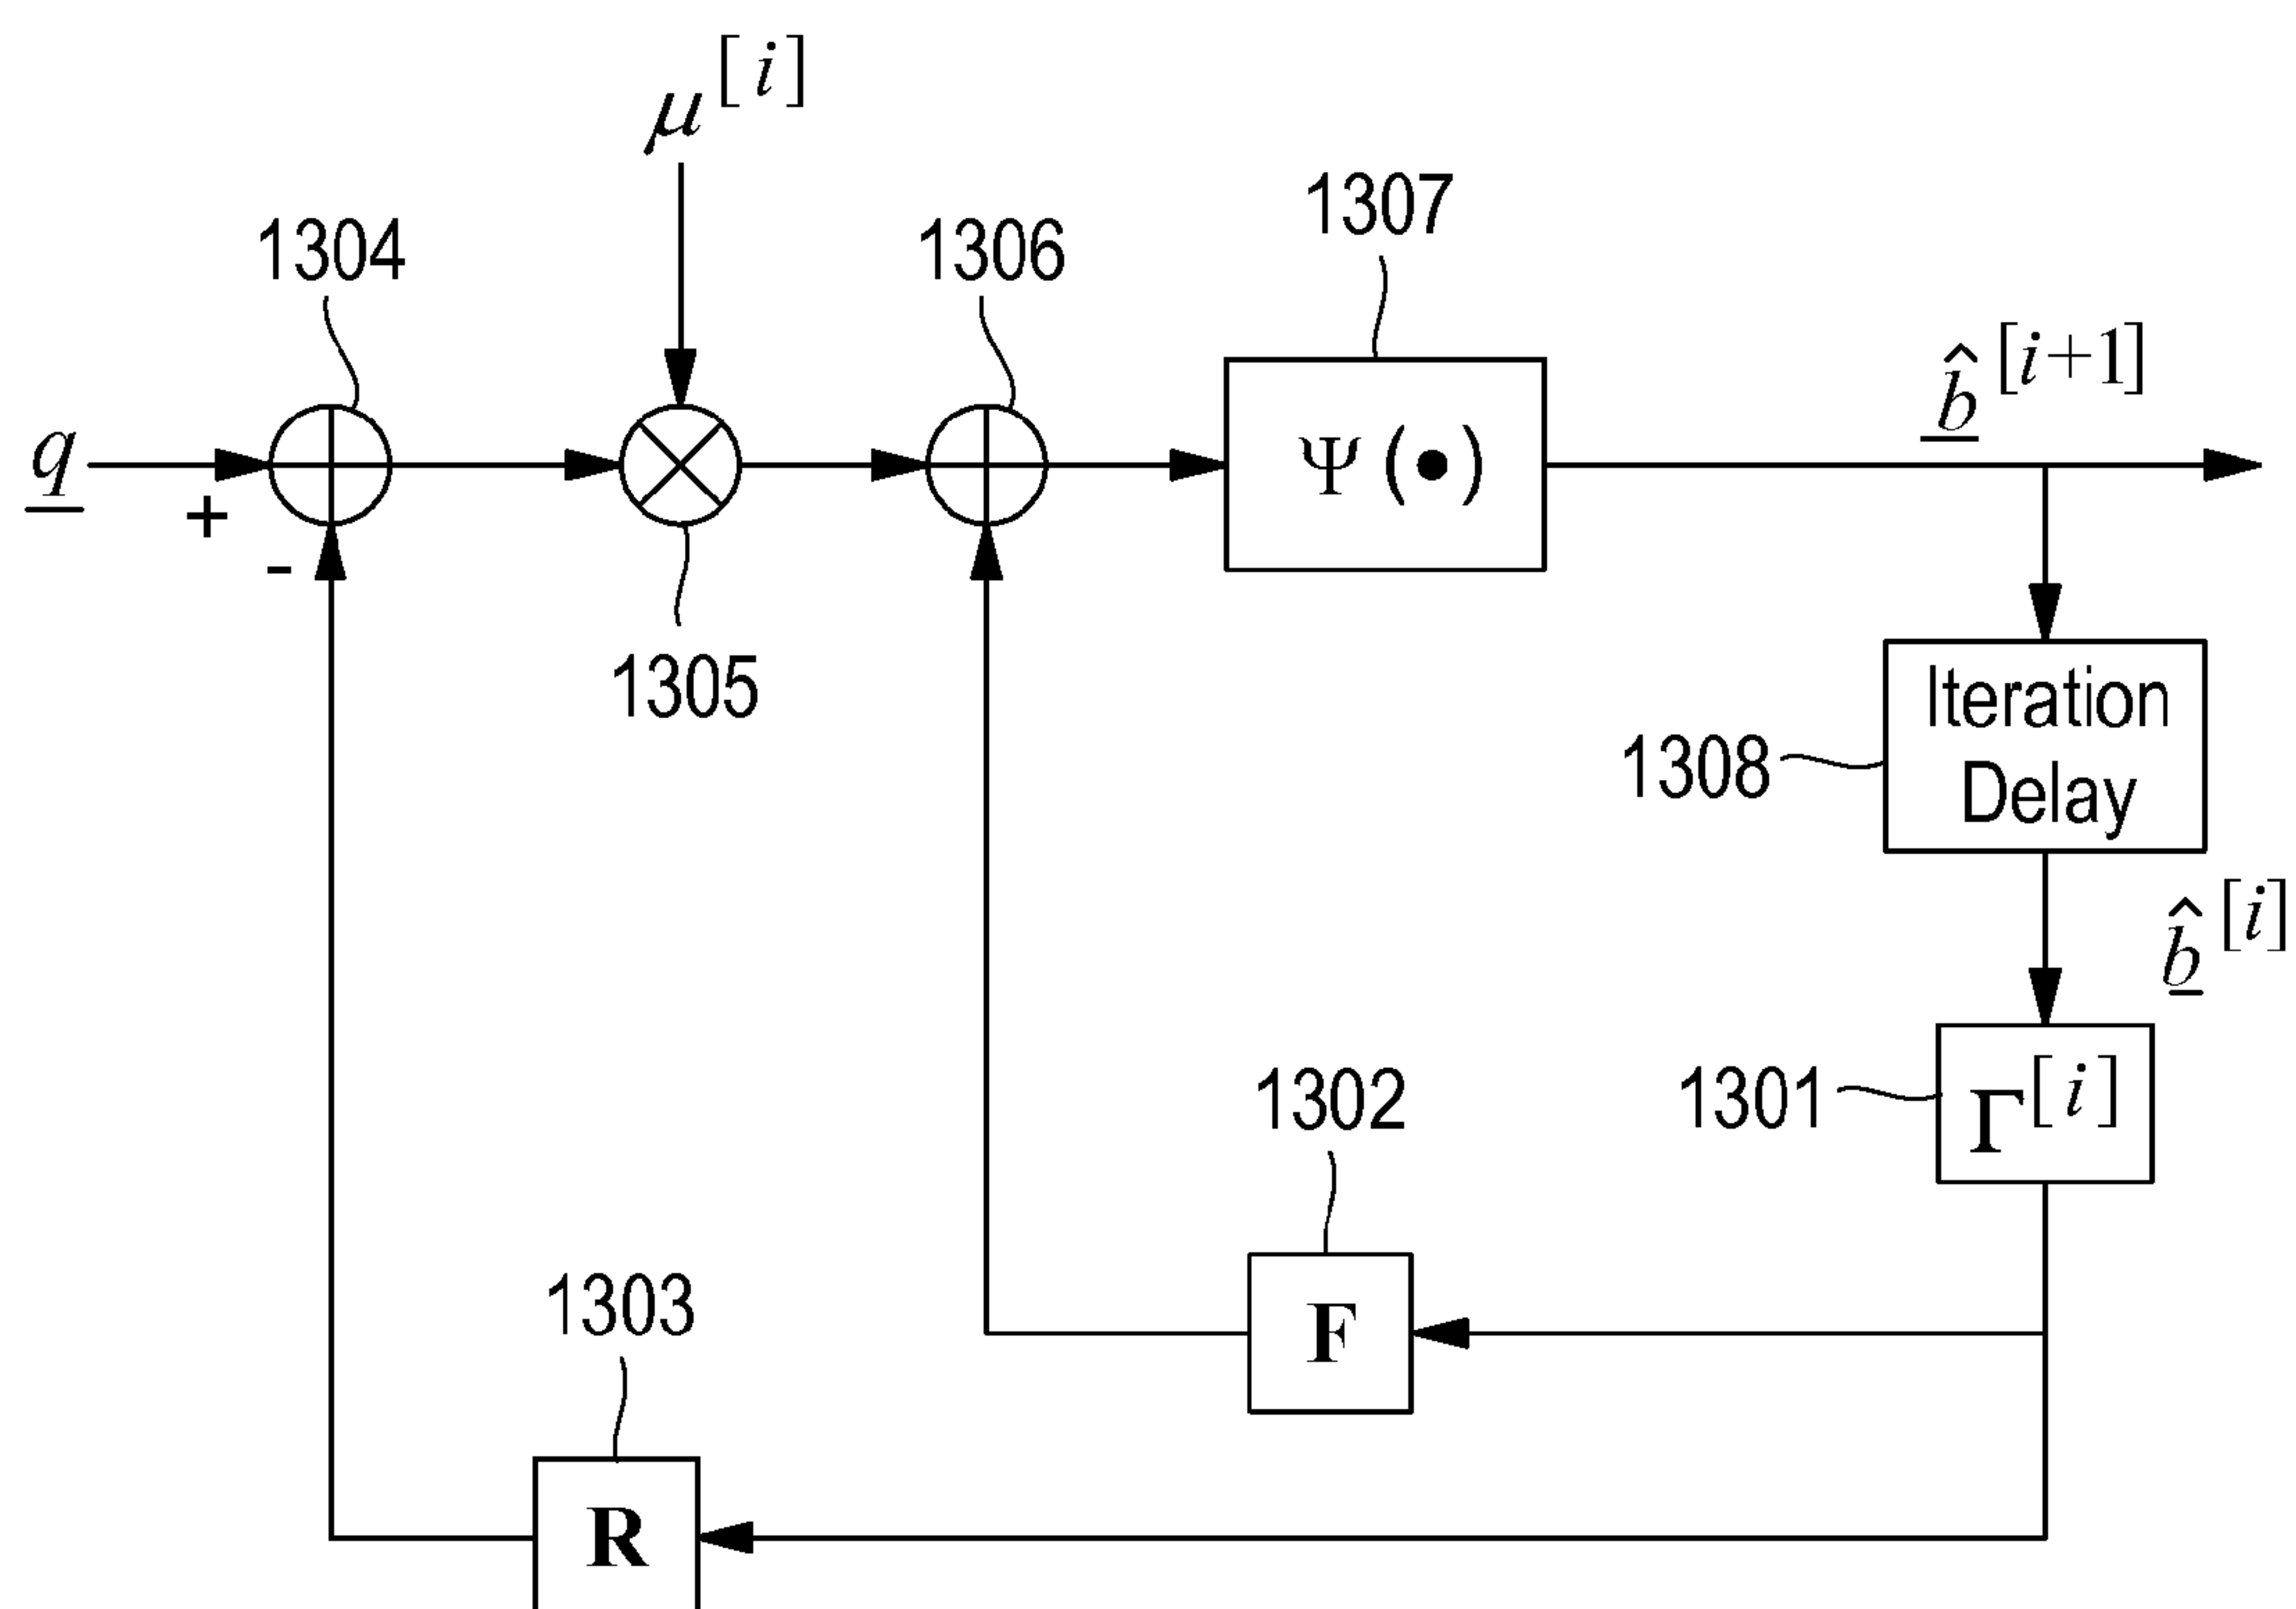 μ[i]
1304
1306
1307
q
+
-
Ψ(•)
b̂[i+1]
1305
1308
Iteration
Delay
b̂[i]
1302
1301
Γ[i]
1303
F
R